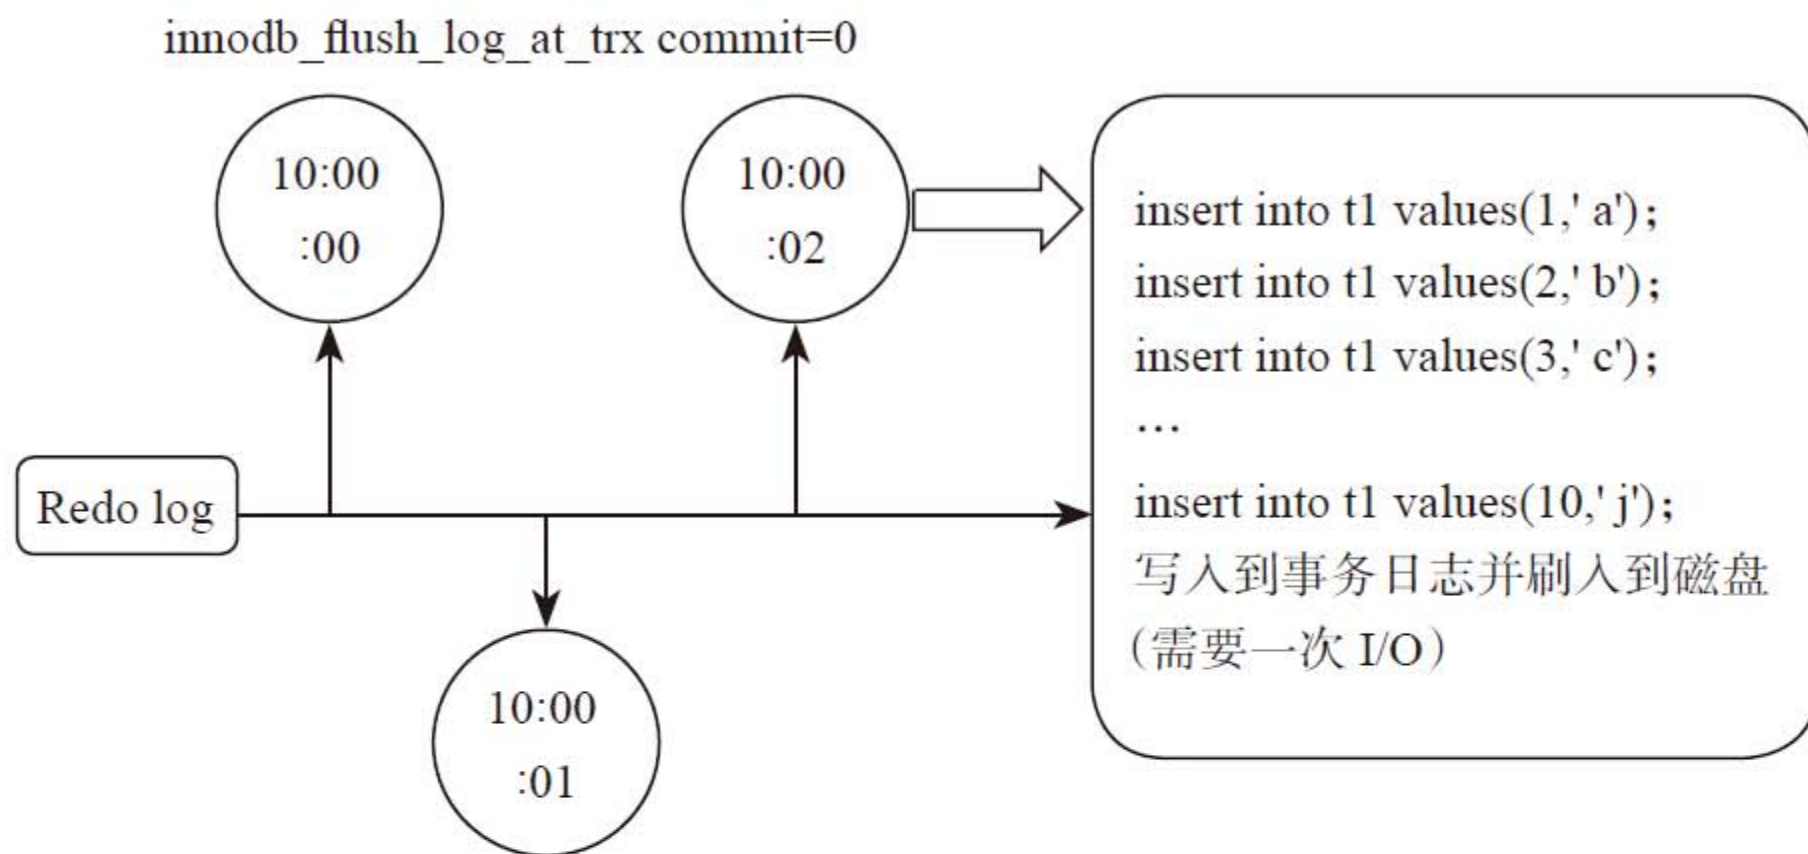 innodb_flush_log_at_trx commit=0
10:00
:00
10:00
:02
insert into t1 values(1,' a');
insert into t1 values(2,' b');
insert into t1 values(3,' c');
…
insert into t1 values(10,' j');
写入到事务日志并刷入到磁盘
(需要一次 I/O)
Redo log
10:00
:01